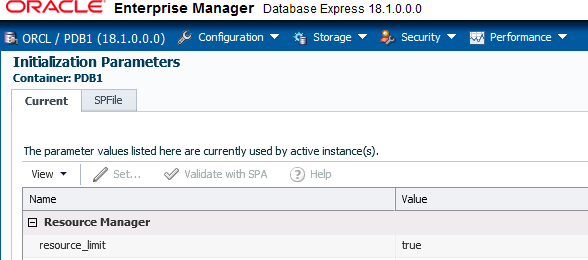 ORACLE Enterprise Manager Database Express 18.1.0.0.0
ORCL / PDB1 (18.1.0.0.0) Configuration Storage Security Performance
Initialization Parameters
Container: PDB1
Current SPFile
The parameter values listed here are currently used by active instance(s).
View Set... Validate with SPA Help
Name Value
Resource Manager
resource_limit true